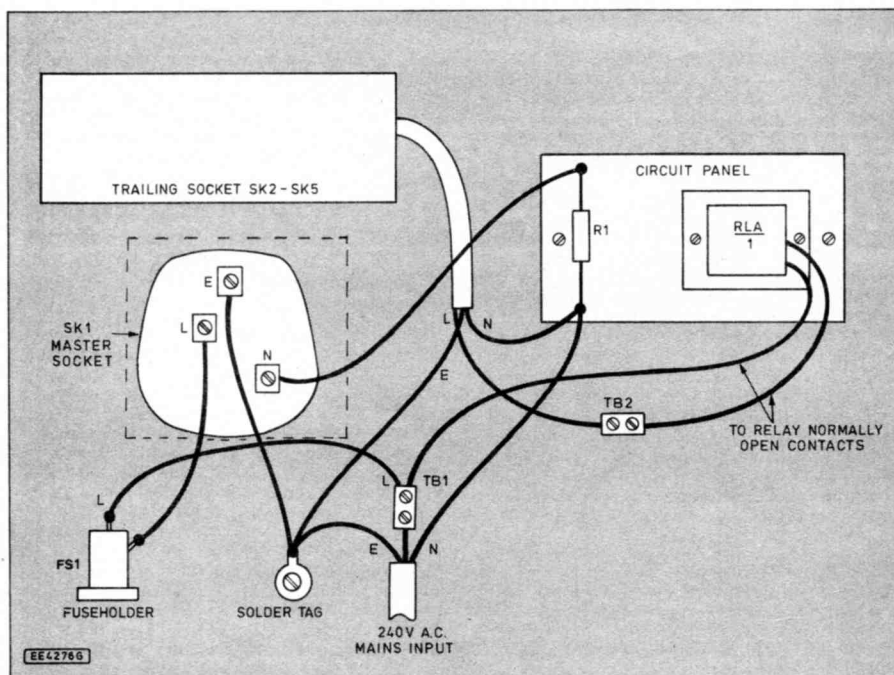 TRAILING SOCKET SK2-SK5
CIRCUIT PANEL
R1
RLA
1
E
L
N
SK1
MASTER
SOCKET
L
N
E
TB2
TO RELAY NORMALLY
OPEN CONTACTS
L
TB1
L
E
N
FS1
FUSEHOLDER
SOLDER TAG
240V A.C.
MAINS INPUT
EE4276G